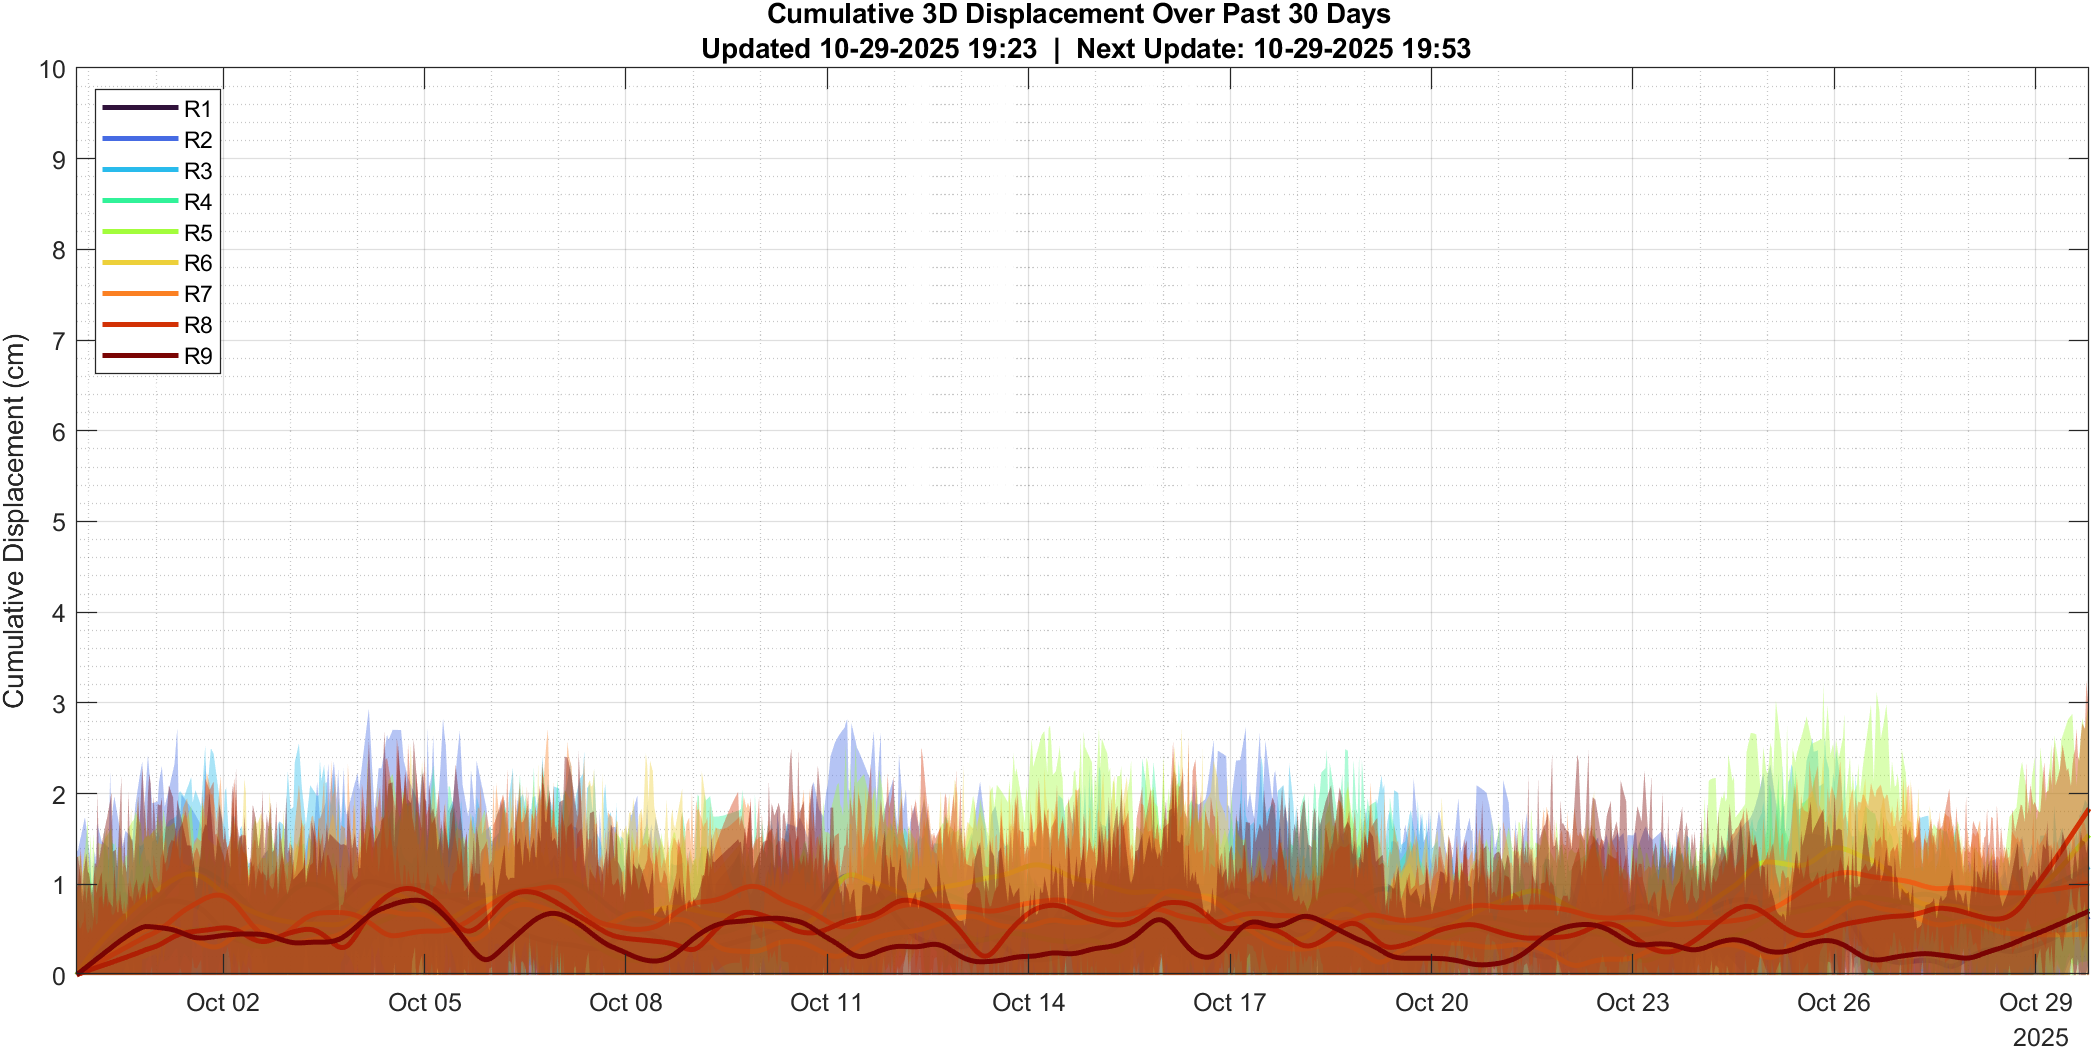 Cumulative 3D Displacement Over Past 30 Days
Updated 10-29-2025 19:23 | Next Update: 10-29-2025 19:53
Cumulative Displacement (cm)
10
9
8
7
6
5
4
3
2
1
0
R1
R2
R3
R4
R5
R6
R7
R8
R9
Oct 02 Oct 05 Oct 08 Oct 11 Oct 14 Oct 17 Oct 20 Oct 23 Oct 26 Oct 29
2025